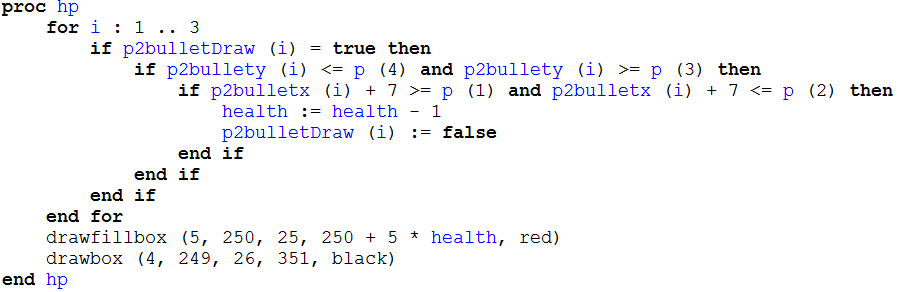 proc hp
    for i : 1 .. 3
        if p2bulletDraw (i) = true then
            if p2bullety (i) <= p (4) and p2bullety (i) >= p (3) then
                if p2bulletx (i) + 7 >= p (1) and p2bulletx (i) + 7 <= p (2) then
                    health := health - 1
                    p2bulletDraw (i) := false
                end if
            end if
        end if
    end for
    drawfillbox (5, 250, 25, 250 + 5 * health, red)
    drawbox (4, 249, 26, 351, black)
end hp